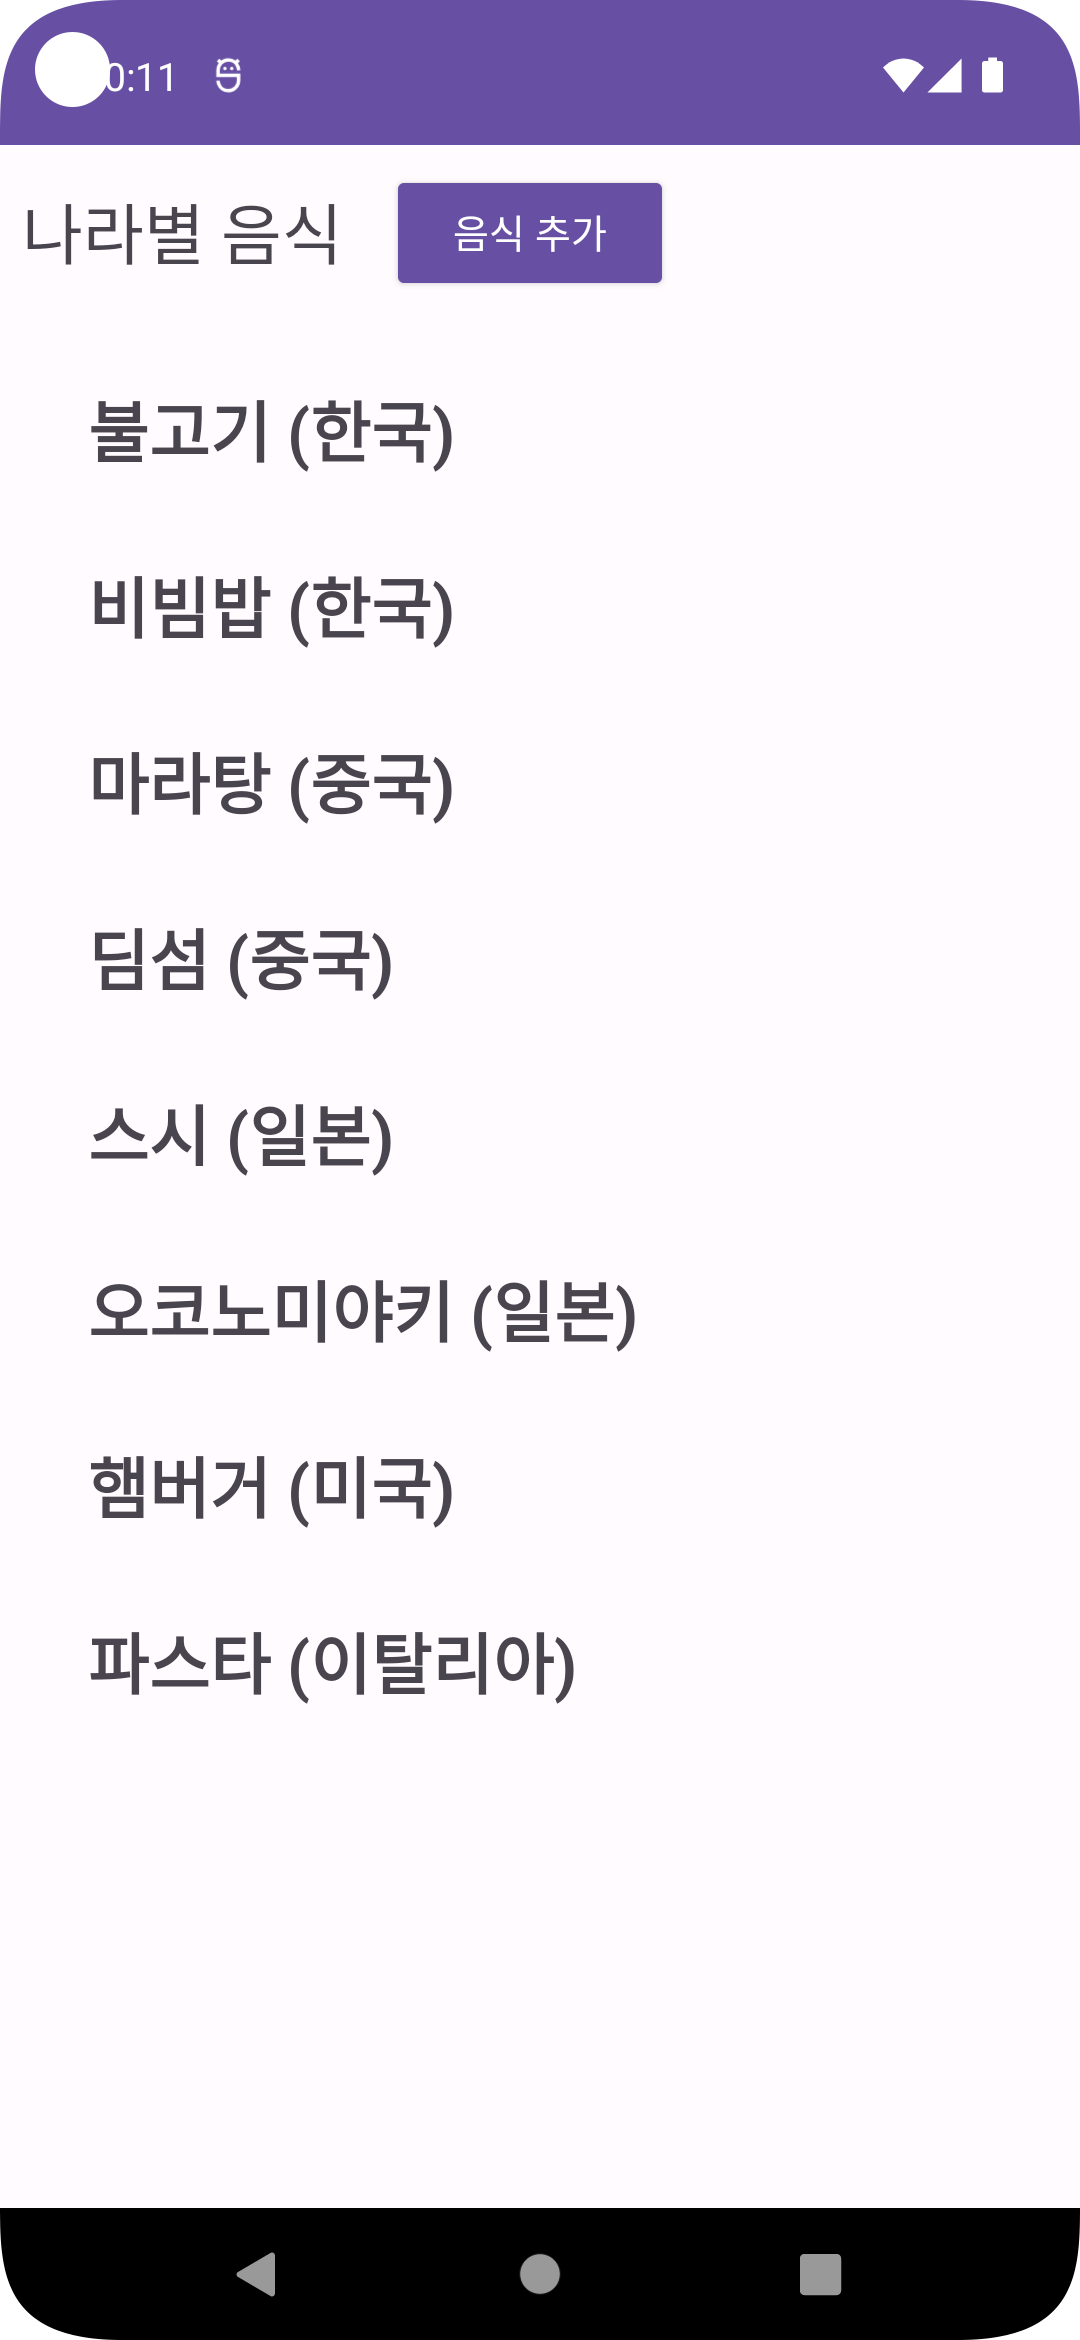 0:11
나라별 음식
음식 추가
불고기 (한국)
비빔밥 (한국)
마라탕 (중국)
딤섬 (중국)
스시 (일본)
오코노미야키 (일본)
햄버거 (미국)
파스타 (이탈리아)